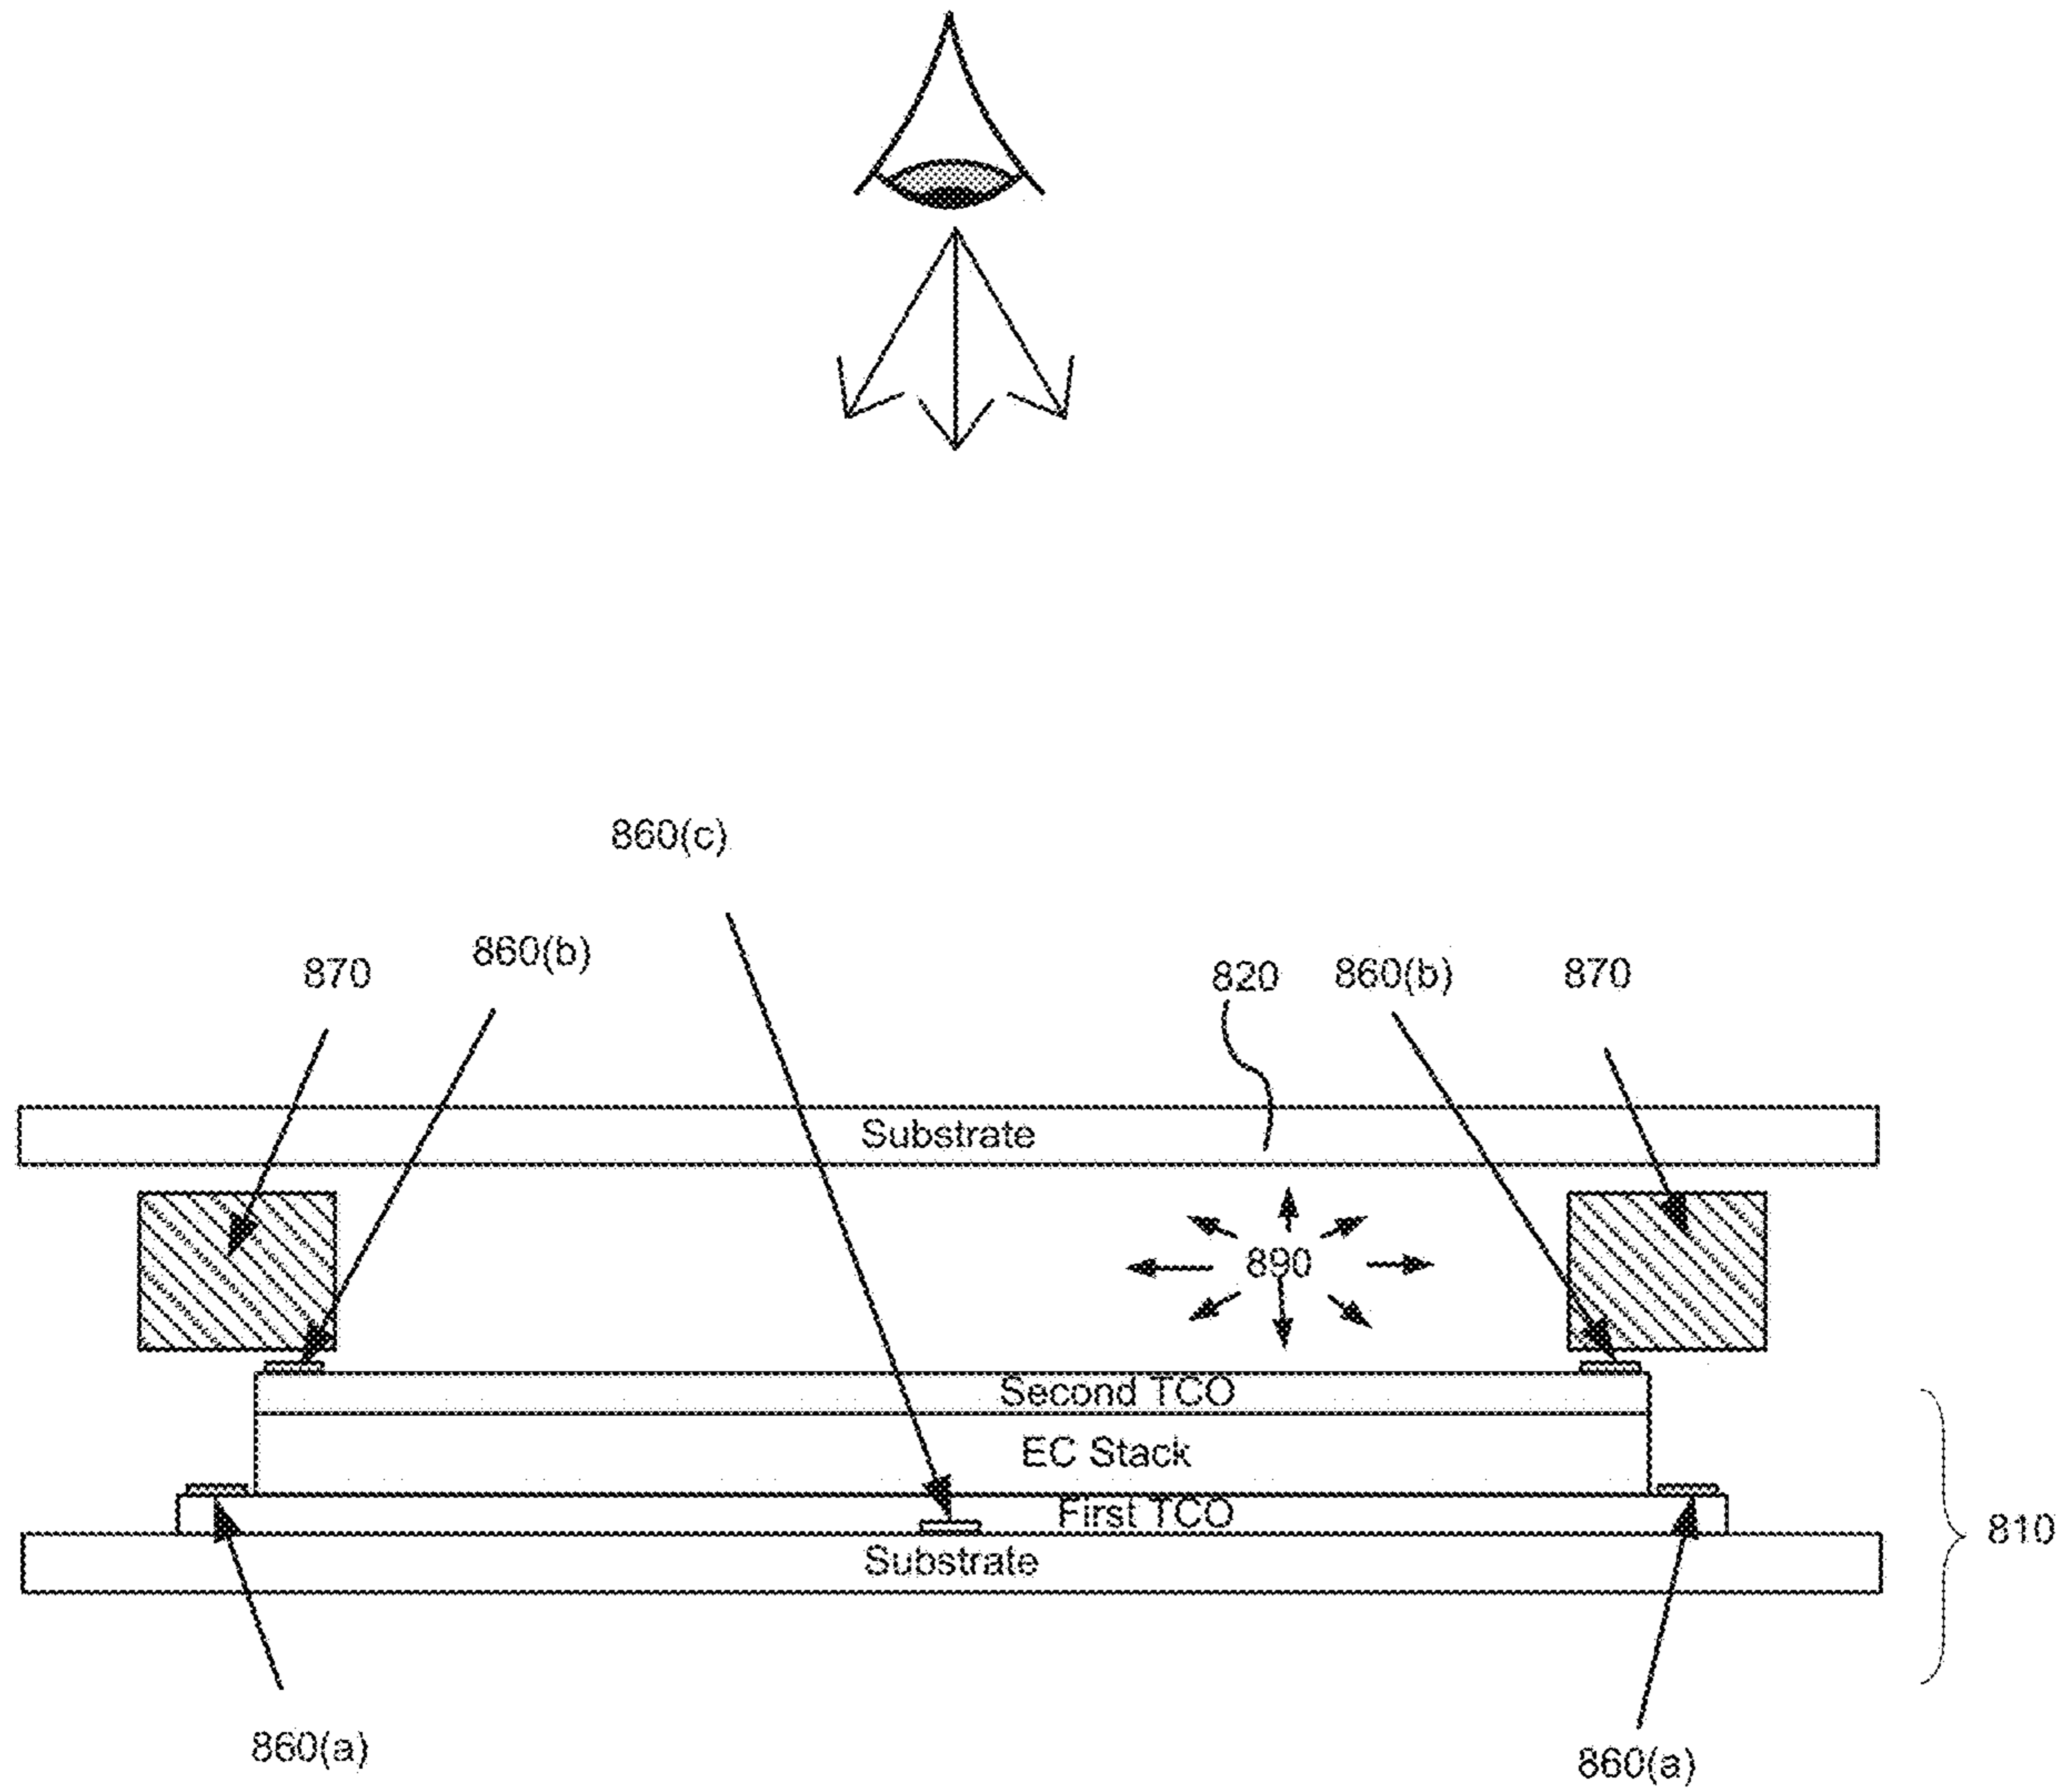 860(c)
870
860(b)
820
860(b)
870
Substrate
890
Second TCO
EC Stack
First TCO
Substrate
810
860(a)
860(a)